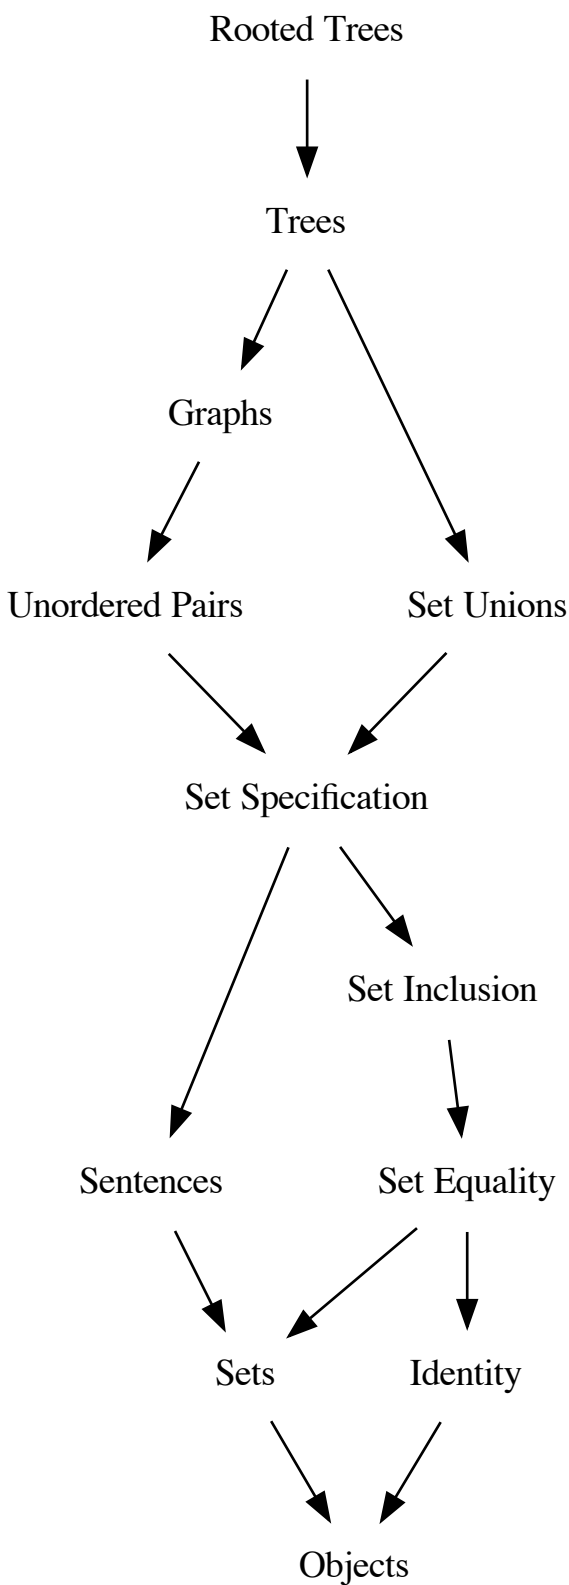 Rooted Trees
Trees
Graphs
Unordered Pairs
Set Unions
Set Specification
Set Inclusion
Sentences
Set Equality
Sets
Identity
Objects